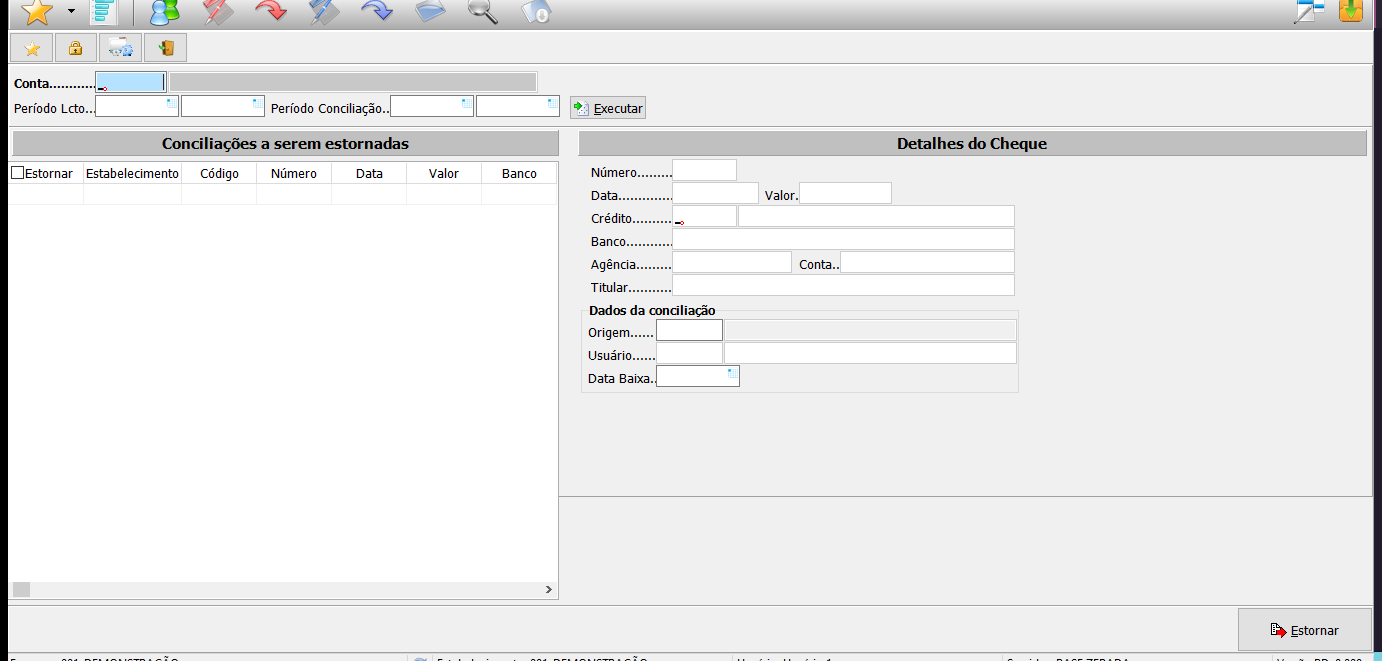 Conta............
Período Lcto... Período Conciliação.. Executar
Conciliações a serem estornadas
Estornar Estabelecimento Código Número Data Valor Banco
Detalhes do Cheque
Número.........
Data.............. Valor.
Crédito..........
Banco............
Agência......... Conta..
Titular...........
Dados da conciliação
Origem......
Usuário......
Data Baixa..
Estornar